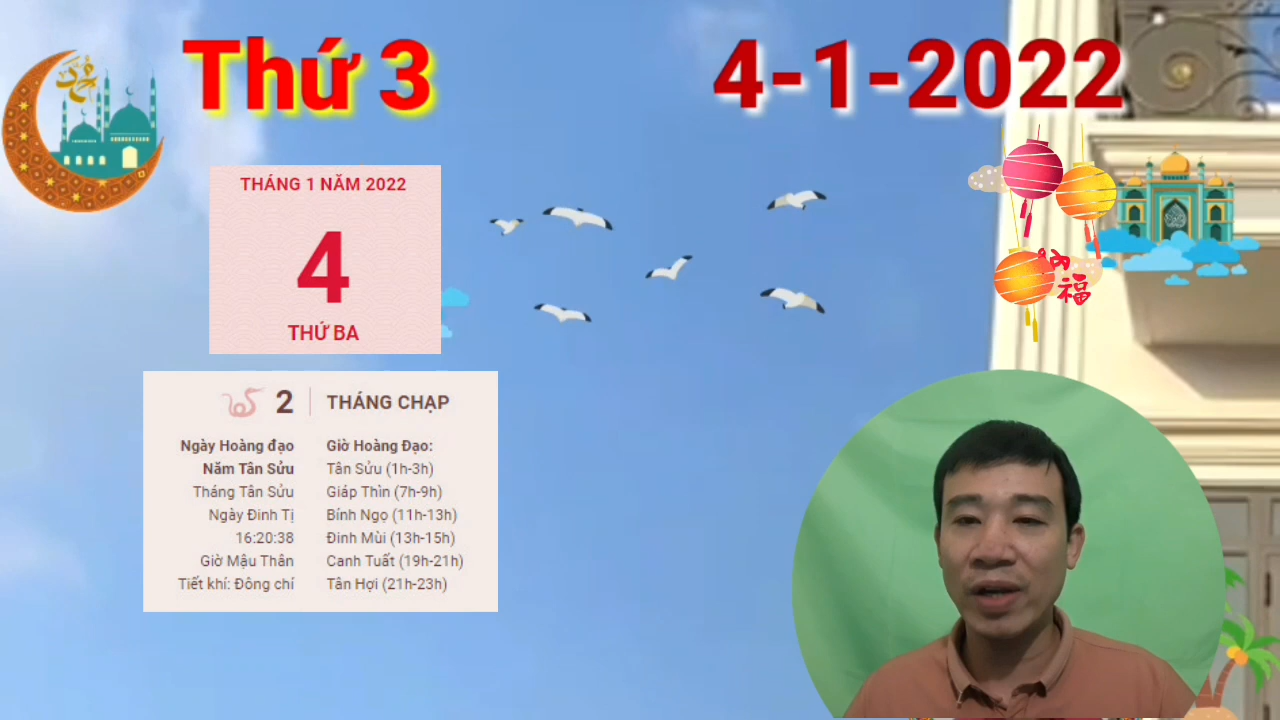 Thứ 3
4-1-2022
THÁNG 1 NĂM 2022
4
THỨ BA
2 THÁNG CHẠP
Ngày Hoàng đạo
Năm Tân Sửu
Tháng Tân Sửu
Ngày Đinh Tị
16:20:38
Giờ Mậu Thân
Tiết khí: Đông chí
Giờ Hoàng Đạo:
Tân Sửu (1h-3h)
Giáp Thìn (7h-9h)
Bính Ngọ (11h-13h)
Đinh Mùi (13h-15h)
Canh Tuất (19h-21h)
Tân Hợi (21h-23h)
福